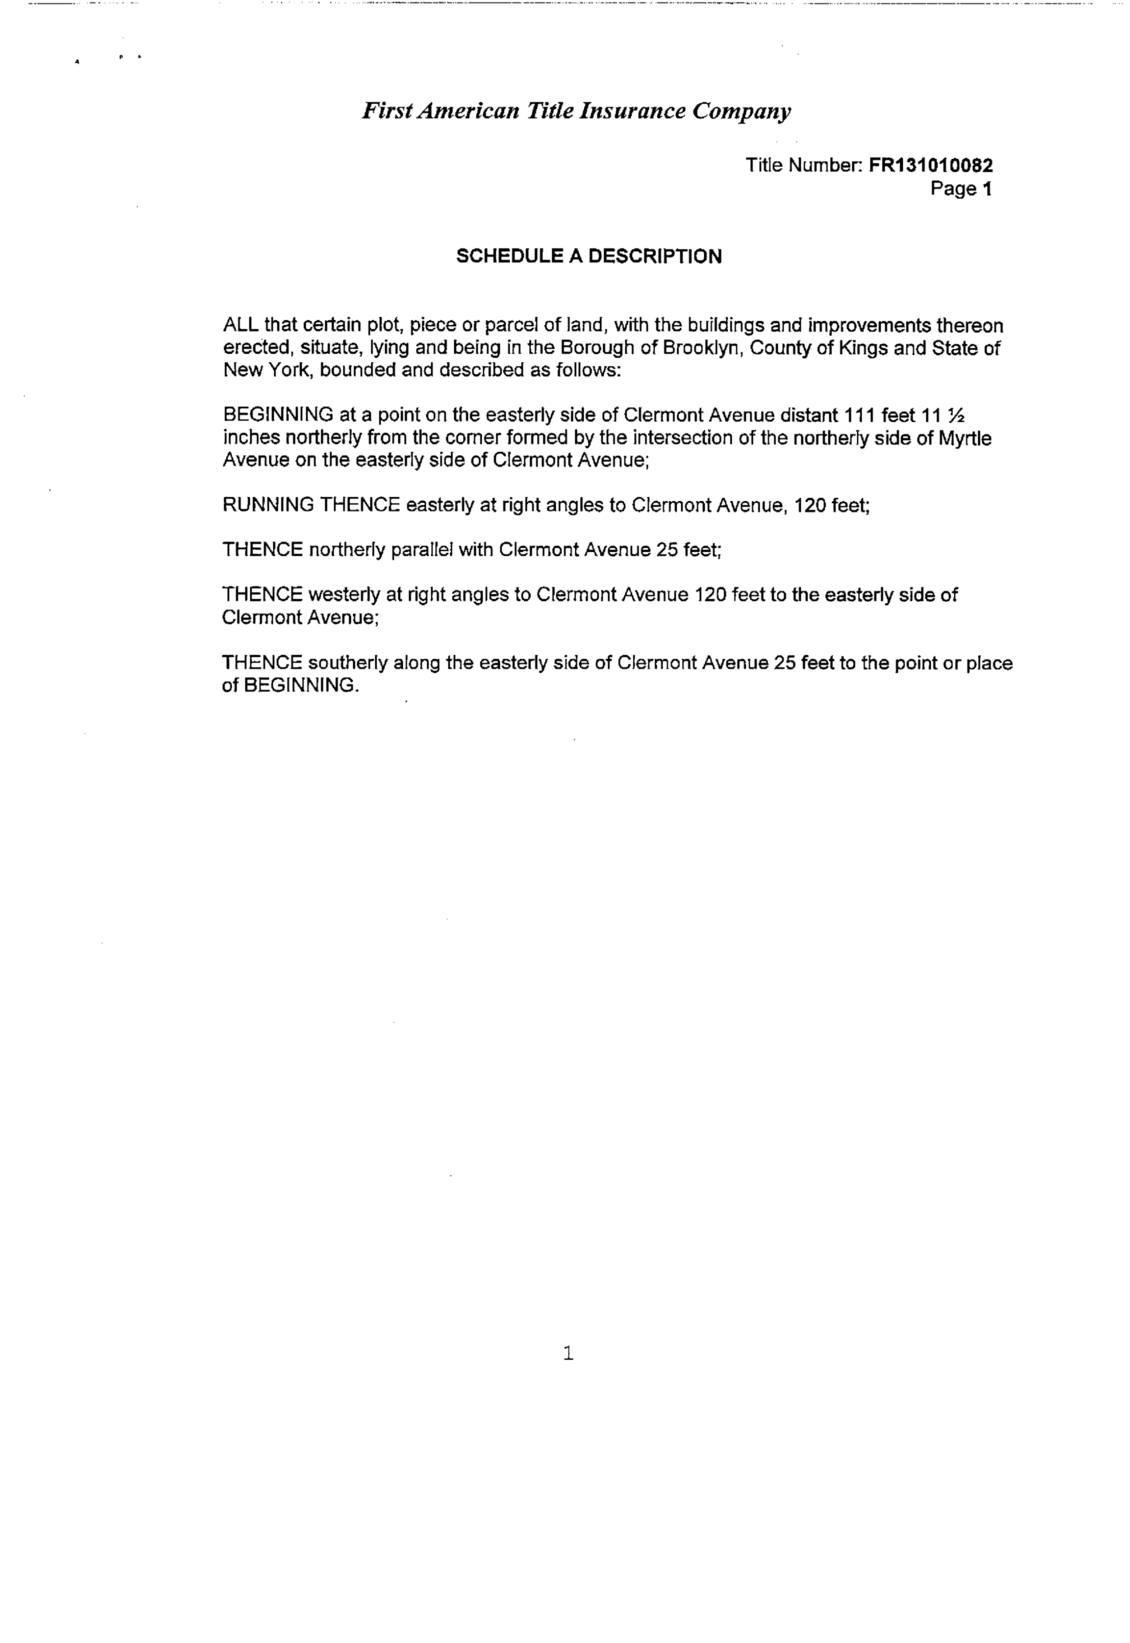 First American Title Insurance Company
Title Number: FR131010082
Page 1
SCHEDULE A DESCRIPTION
ALL that certain plot, piece or parcel of land, with the buildings and improvements thereon
erected, situate, lying and being in the Borough of Brooklyn, County of Kings and State of
New York, bounded and described as follows:
BEGINNING at a point on the easterly side of Clermont Avenue distant 111 feet 11 ½
inches northerly from the corner formed by the intersection of the northerly side of Myrtle
Avenue on the easterly side of Clermont Avenue;
RUNNING THENCE easterly at right angles to Clermont Avenue, 120 feet;
THENCE northerly parallel with Clermont Avenue 25 feet;
THENCE westerly at right angles to Clermont Avenue 120 feet to the easterly side of
Clermont Avenue;
THENCE southerly along the easterly side of Clermont Avenue 25 feet to the point or place
of BEGINNING.
1